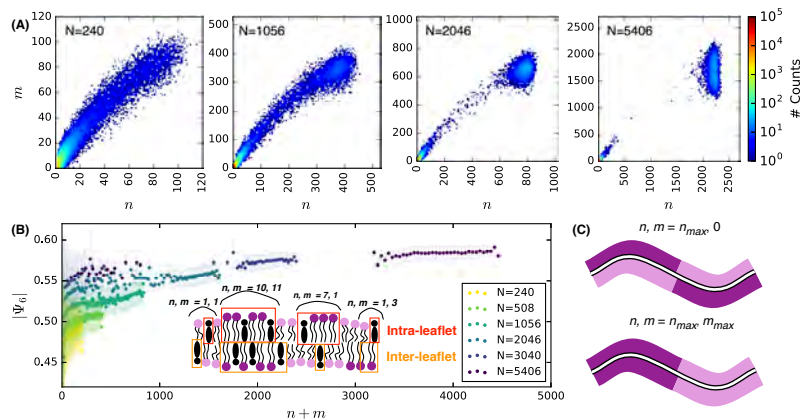 (A)
N=240
N=1056
N=2046
N=5406
120
100
80
60
40
20
0
m
0 20 40 60 80 100 120
n
400
300
200
100
0
0 100 200 300 400 500
n
1000
800
600
400
200
0
0 200 400 600 800 1000
n
2500
2000
1500
1000
500
0
0 500 1000 1500 2000 2500
n
10^5
10^4
10^3
10^2
10^1
10^0
# Counts
(B)
0.60
0.55
0.50
0.45
|Ψ̄_6|
0 1000 2000 3000 4000 5000
n + m
n, m = 1, 1
n, m = 10, 11
n, m = 7, 1
n, m = 1, 3
Intra-leaflet
Inter-leaflet
N=240
N=508
N=1056
N=2046
N=3040
N=5406
(C)
n, m = n_max, 0
n, m = n_max, m_max